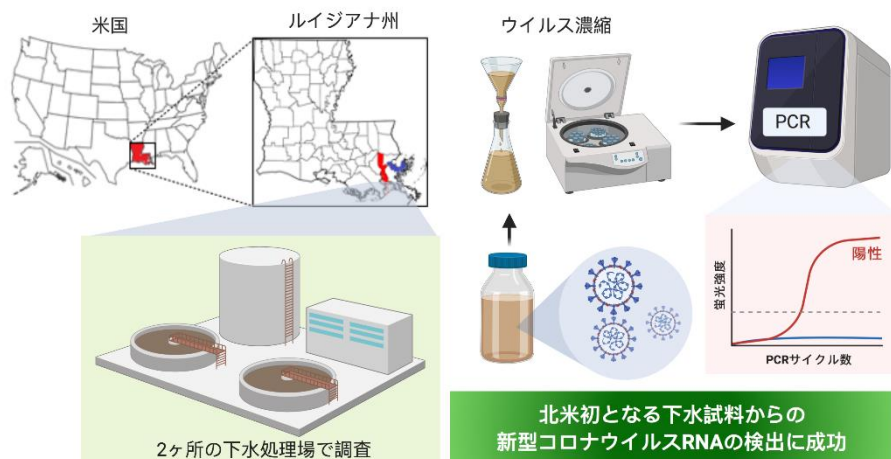 米国
ルイジアナ州
ウイルス濃縮
PCR
陽性
蛍光強度
PCRサイクル数
2ヶ所の下水処理場で調査
北米初となる下水試料からの
新型コロナウイルスRNAの検出に成功